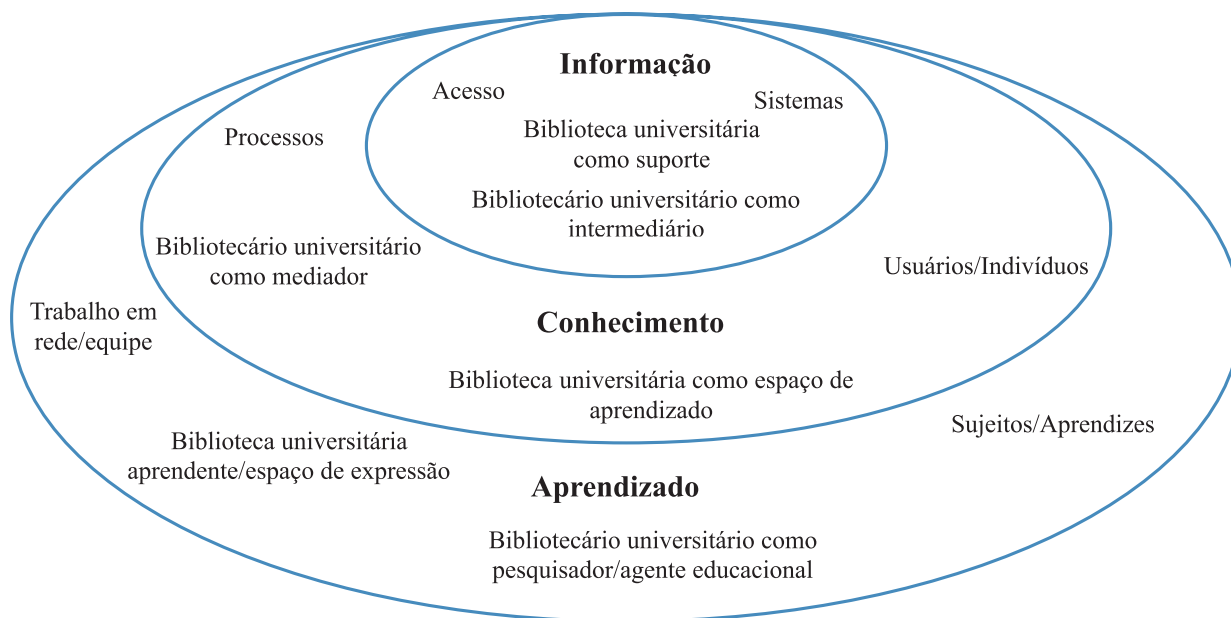 Informação
Acesso
Sistemas
Biblioteca universitária
como suporte
Processos
Bibliotecário universitário como
intermediário
Bibliotecário universitário
como mediador
Usuários/Indivíduos
Trabalho em
rede/equipe
Conhecimento
Biblioteca universitária como espaço de
aprendizado
Sujeitos/Aprendizes
Biblioteca universitária
aprendente/espaço de expressão
Aprendizado
Bibliotecário universitário como
pesquisador/agente educacional